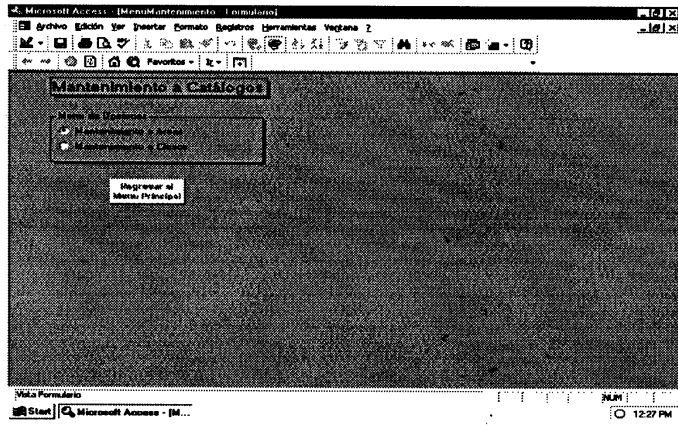 Microsoft Access - [MenuMantenimiento - Formulario]
Archivo Edición Ver Insertar Formato Registros Herramientas Ventana ?
Favoritos
Mantenimiento a Catálogos
Menu de Opciones
Mantenimiento a Areas
Mantenimiento a Claves
Regresar al
Menu Principal
Vista Formulario
NUM
Start Microsoft Access - [M...
12:27 PM